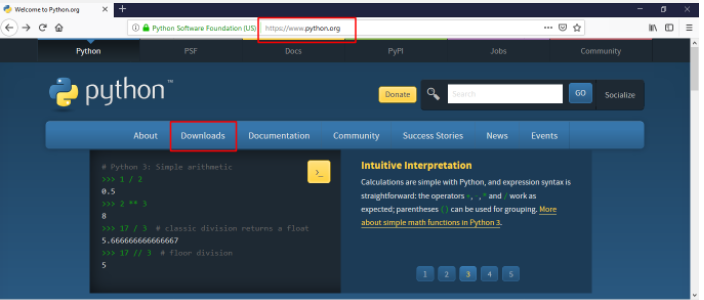 Welcome to Python.org
Python Software Foundation (US) https://www.python.org
Python PSF Docs PyPI Jobs Community
python™
Donate Search GO Socialize
About Downloads Documentation Community Success Stories News Events
# Python 3: Simple arithmetic
>>> 1 / 2
0.5
>>> 2 ** 3
8
>>> 17 / 3 # classic division returns a float
5.666666666666667
>>> 17 // 3 # floor division
5
>_
Intuitive Interpretation
Calculations are simple with Python, and expression syntax is
straightforward: the operators +, -, * and / work as
expected; parentheses () can be used for grouping. More
about simple math functions in Python 3.
1 2 3 4 5